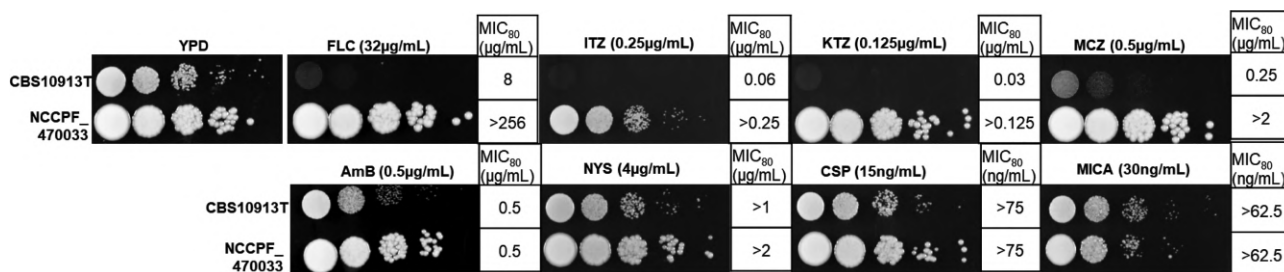 YPD
FLC (32µg/mL)
MIC80
(µg/mL)
ITZ (0.25µg/mL)
MIC80
(µg/mL)
KTZ (0.125µg/mL)
MIC80
(µg/mL)
MCZ (0.5µg/mL)
MIC80
(µg/mL)
CBS10913T
8
0.06
0.03
0.25
NCCPF_
470033
>256
>0.25
>0.125
>2
AmB (0.5µg/mL)
MIC80
(µg/mL)
NYS (4µg/mL)
MIC80
(µg/mL)
CSP (15ng/mL)
MIC80
(ng/mL)
MICA (30ng/mL)
MIC80
(ng/mL)
CBS10913T
0.5
>1
>75
>62.5
NCCPF_
470033
0.5
>2
>75
>62.5